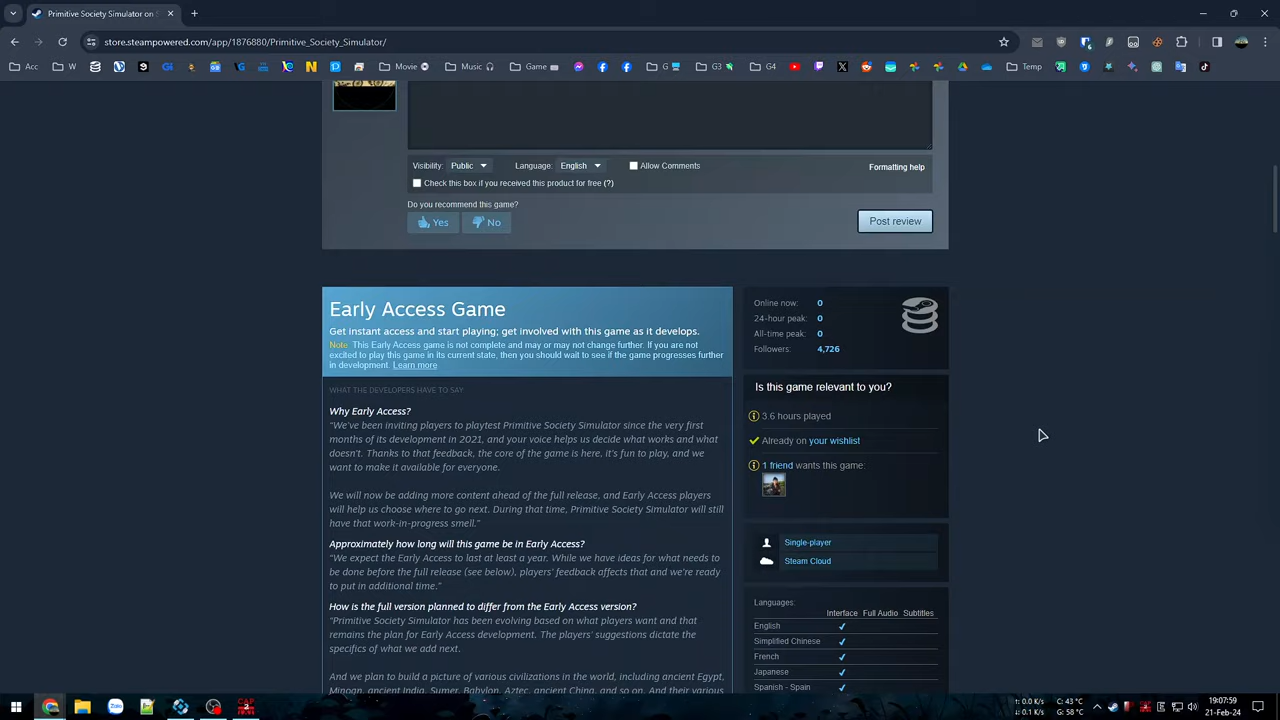 Primitive Society Simulator on S
store.steampowered.com/app/1876880/Primitive_Society_Simulator/
Acc
W
Movie
Music
Game
G
G3
G4
Temp
Visibility: Public
Language: English
Allow Comments
Formatting help
Check this box if you received this product for free (?)
Do you recommend this game?
Yes
No
Post review
Early Access Game
Get instant access and start playing; get involved with this game as it develops.
Note: This Early Access game is not complete and may or may not change further. If you are not
excited to play this game in its current state, then you should wait to see if the game progresses further
in development. Learn more
WHAT THE DEVELOPERS HAVE TO SAY:
Why Early Access?
“We’ve been inviting players to playtest Primitive Society Simulator since the very first
months of its development in 2021, and your voice helps us decide what works and what
doesn’t. Thanks to that feedback, the core of the game is here, it’s fun to play, and we
want to make it available for everyone.
We will now be adding more content ahead of the full release, and Early Access players
will help us choose where to go next. During that time, Primitive Society Simulator will still
have that work-in-progress smell.”
Approximately how long will this game be in Early Access?
“We expect the Early Access to last at least a year. While we have ideas for what needs to
be done before the full release (see below), players’ feedback affects that and we’re ready
to put in additional time.”
How is the full version planned to differ from the Early Access version?
“Primitive Society Simulator has been evolving based on what players want and that
remains the plan for Early Access development. The players’ suggestions dictate the
specifics of what we add next.
And we plan to build a picture of various civilizations in the world, including ancient Egypt,
Minoan, ancient India, Sumer, Babylon, Aztec, ancient China, and so on. And their various
Online now: 0
24-hour peak: 0
All-time peak: 0
Followers: 4,726
Is this game relevant to you?
3.6 hours played
Already on your wishlist
1 friend wants this game:
Single-player
Steam Cloud
Languages:
Interface Full Audio Subtitles
English
Simplified Chinese
French
Japanese
Spanish - Spain
Zalo
t: 0.0 K/s
↓: 0.1 K/s
C: 43 °C
G: 58 °C
19:07:59
21-Feb-24